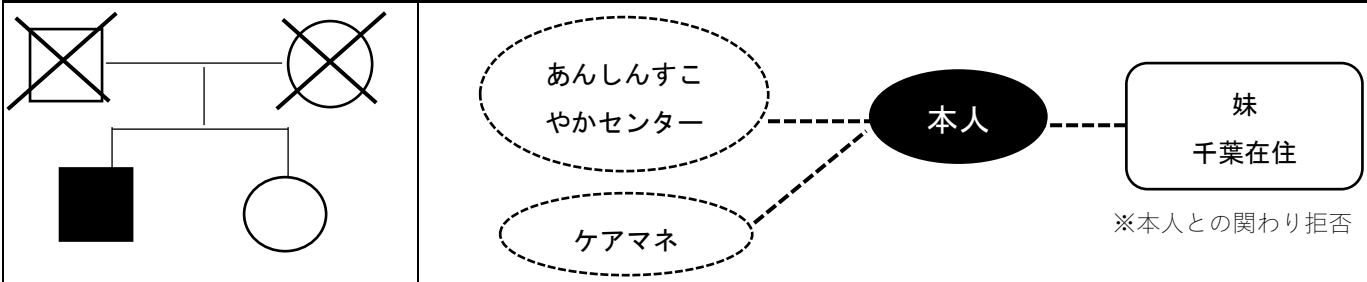 あんしんすこ
やかセンター
本人
妹
千葉在住
※本人との関わり拒否
ケアマネ